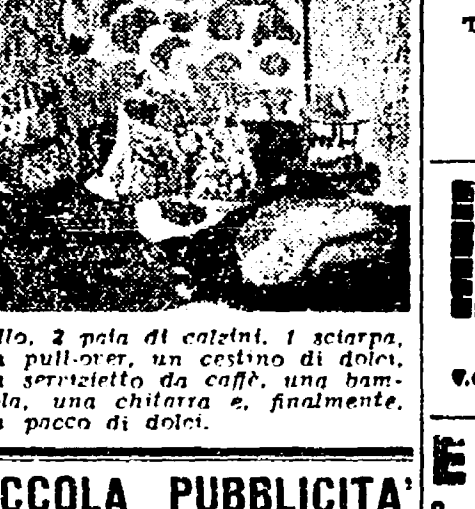 llo, 2 paia di calzini, 1 sciarpa,
pull-over, un cestino di dolci,
servizietto da caffè, una bam-
la, una chitarra e, finalmente,
pacco di dolci.
CCOLA PUBBLICITA'